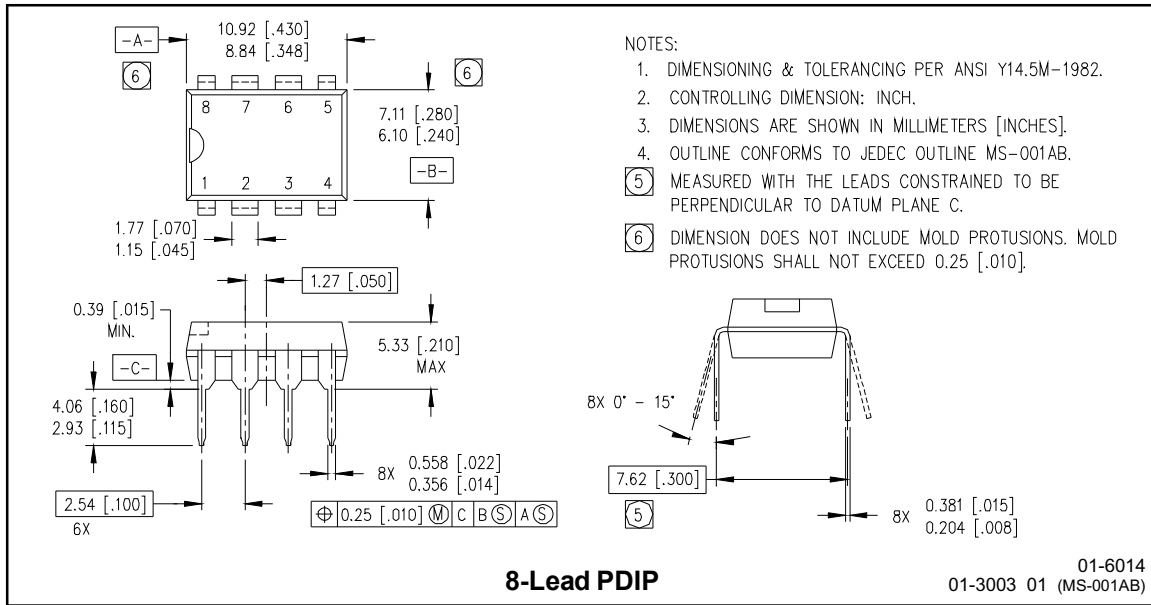 -A-
10.92 [.430]
8.84 [.348]
6
6
8 7 6 5
7.11 [.280]
6.10 [.240]
-B-
1 2 3 4
1.77 [.070]
1.15 [.045]
1.27 [.050]
0.39 [.015]
MIN.
-C-
5.33 [.210]
MAX
4.06 [.160]
2.93 [.115]
8X 0.558 [.022]
0.356 [.014]
2.54 [.100]
6X
⌖ 0.25 [.010] Ⓜ C B Ⓢ A Ⓢ
NOTES:
1. DIMENSIONING & TOLERANCING PER ANSI Y14.5M-1982.
2. CONTROLLING DIMENSION: INCH.
3. DIMENSIONS ARE SHOWN IN MILLIMETERS [INCHES].
4. OUTLINE CONFORMS TO JEDEC OUTLINE MS-001AB.
5 MEASURED WITH THE LEADS CONSTRAINED TO BE
PERPENDICULAR TO DATUM PLANE C.
6 DIMENSION DOES NOT INCLUDE MOLD PROTUSIONS. MOLD
PROTUSIONS SHALL NOT EXCEED 0.25 [.010].
8X 0° - 15°
7.62 [.300]
5
8X 0.381 [.015]
0.204 [.008]
8-Lead PDIP
01-6014
01-3003 01 (MS-001AB)